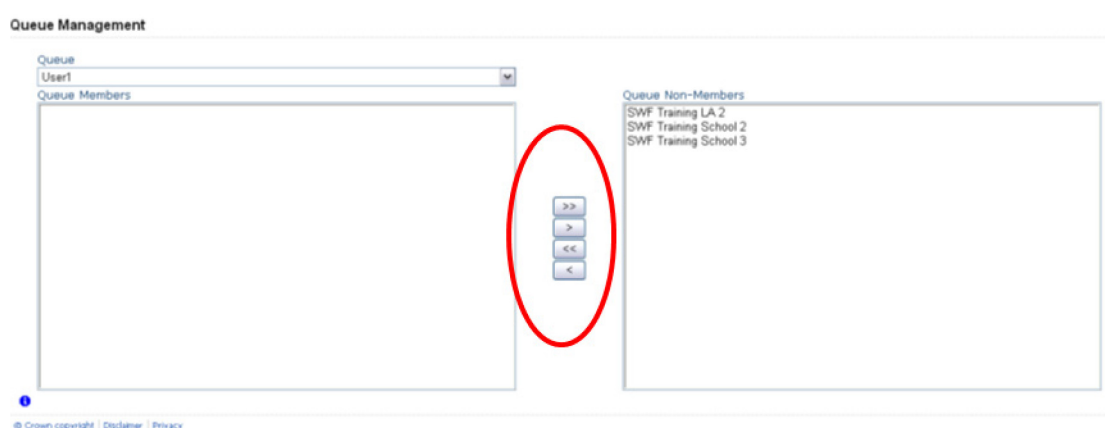 Queue Management
Queue
User1
Queue Members
Queue Non-Members
SWF Training LA 2
SWF Training School 2
SWF Training School 3
>>
>
<<
<
© Crown copyright | Disclaimer | Privacy